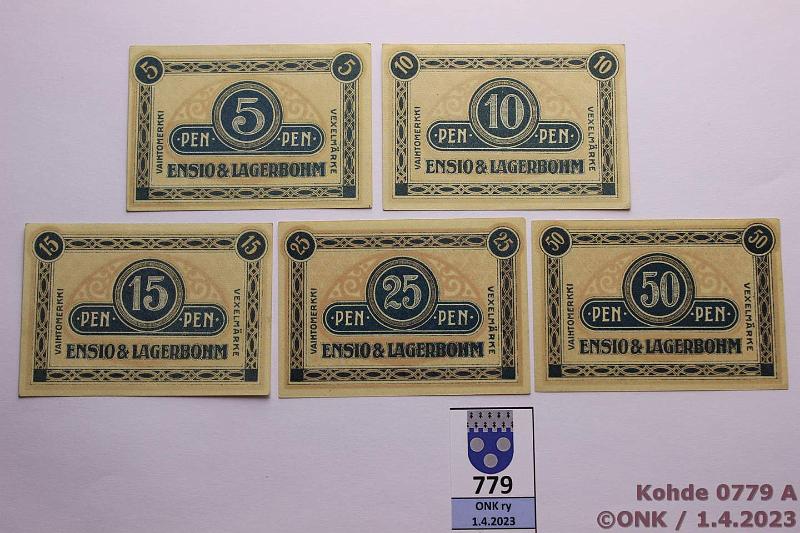 5 5
VAIHTOMERKKI
5
VEXELMÄRKE
·PEN· ·PEN·
ENSIO & LAGERBOHM
10 10
VAIHTOMERKKI
10
VEXELMÄRKE
·PEN· ·PEN·
ENSIO & LAGERBOHM
15 15
VAIHTOMERKKI
15
VEXELMÄRKE
·PEN· ·PEN·
ENSIO & LAGERBOHM
25 25
VAIHTOMERKKI
25
VEXELMÄRKE
·PEN· ·PEN·
ENSIO & LAGERBOHM
50 50
VAIHTOMERKKI
50
VEXELMÄRKE
·PEN· ·PEN·
ENSIO & LAGERBOHM
779
ONK ry
1.4.2023
Kohde 0779 A
©ONK / 1.4.2023